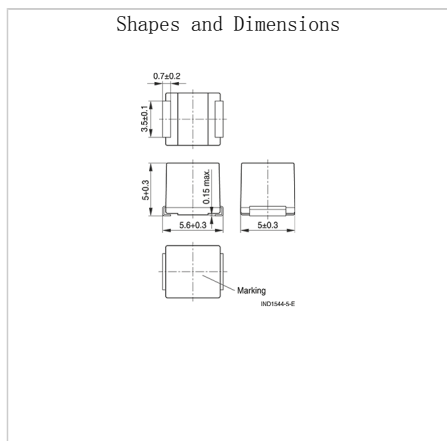 Shapes and Dimensions
0.7±0.2
3.5±0.1
5+0.3
0.15 max.
5.6+0.3
5±0.3
Marking
IND1544-5-E